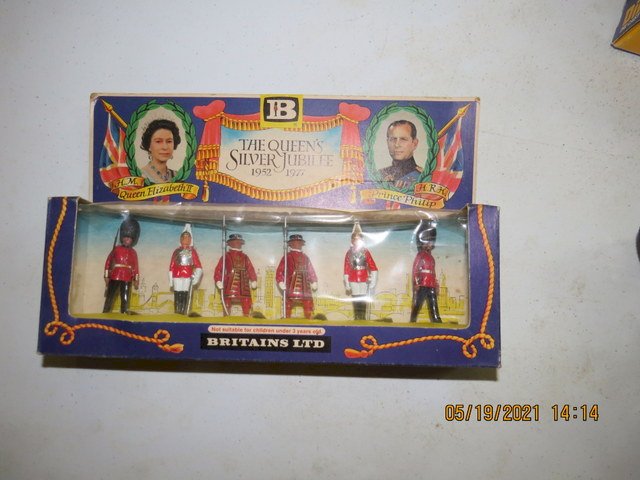 B
THE QUEEN'S
SILVER JUBILEE
1952 1977
H.M.
Queen Elizabeth II
H.R.H.
Prince Philip
Not suitable for children under 3 years old.
BRITAINS LTD
05/19/2021 14:14